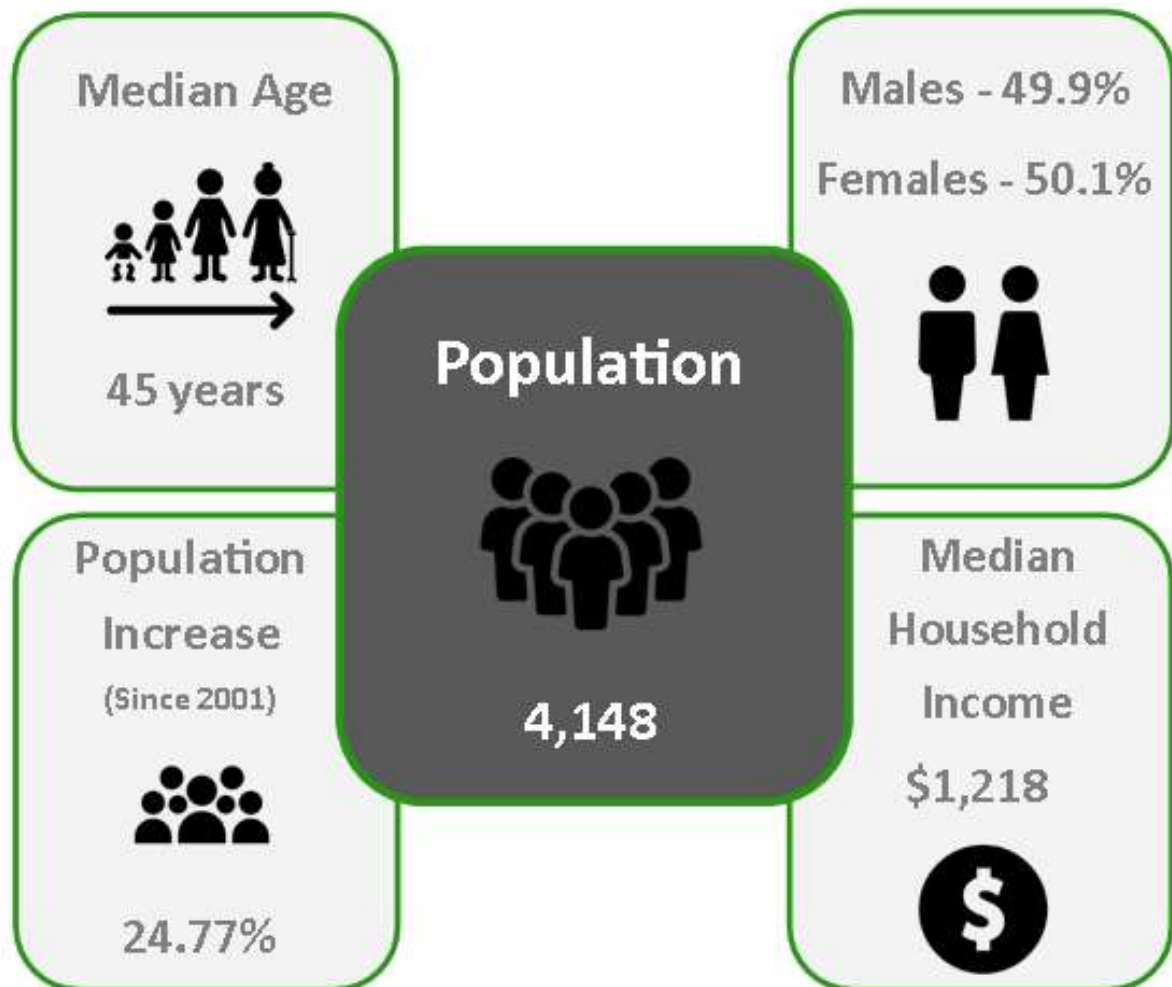 Median Age
45 years
Males - 49.9%
Females - 50.1%
Population
4,148
Population
Increase
(Since 2001)
24.77%
Median
Household
Income
$1,218
$